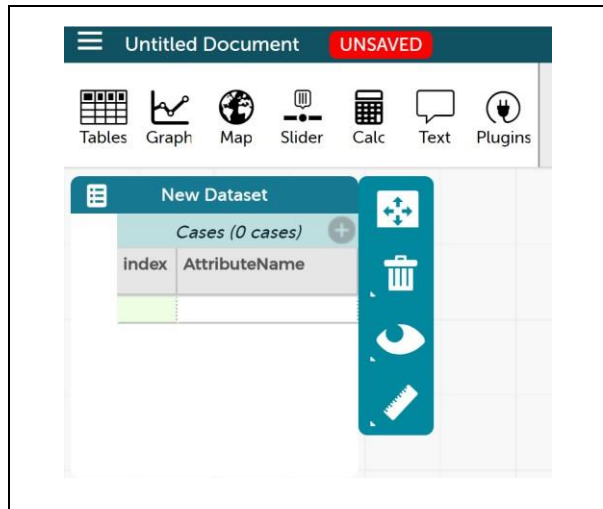 Untitled Document UNSAVED
Tables Graph Map Slider Calc Text Plugins
New Dataset
Cases (0 cases)
index AttributeName